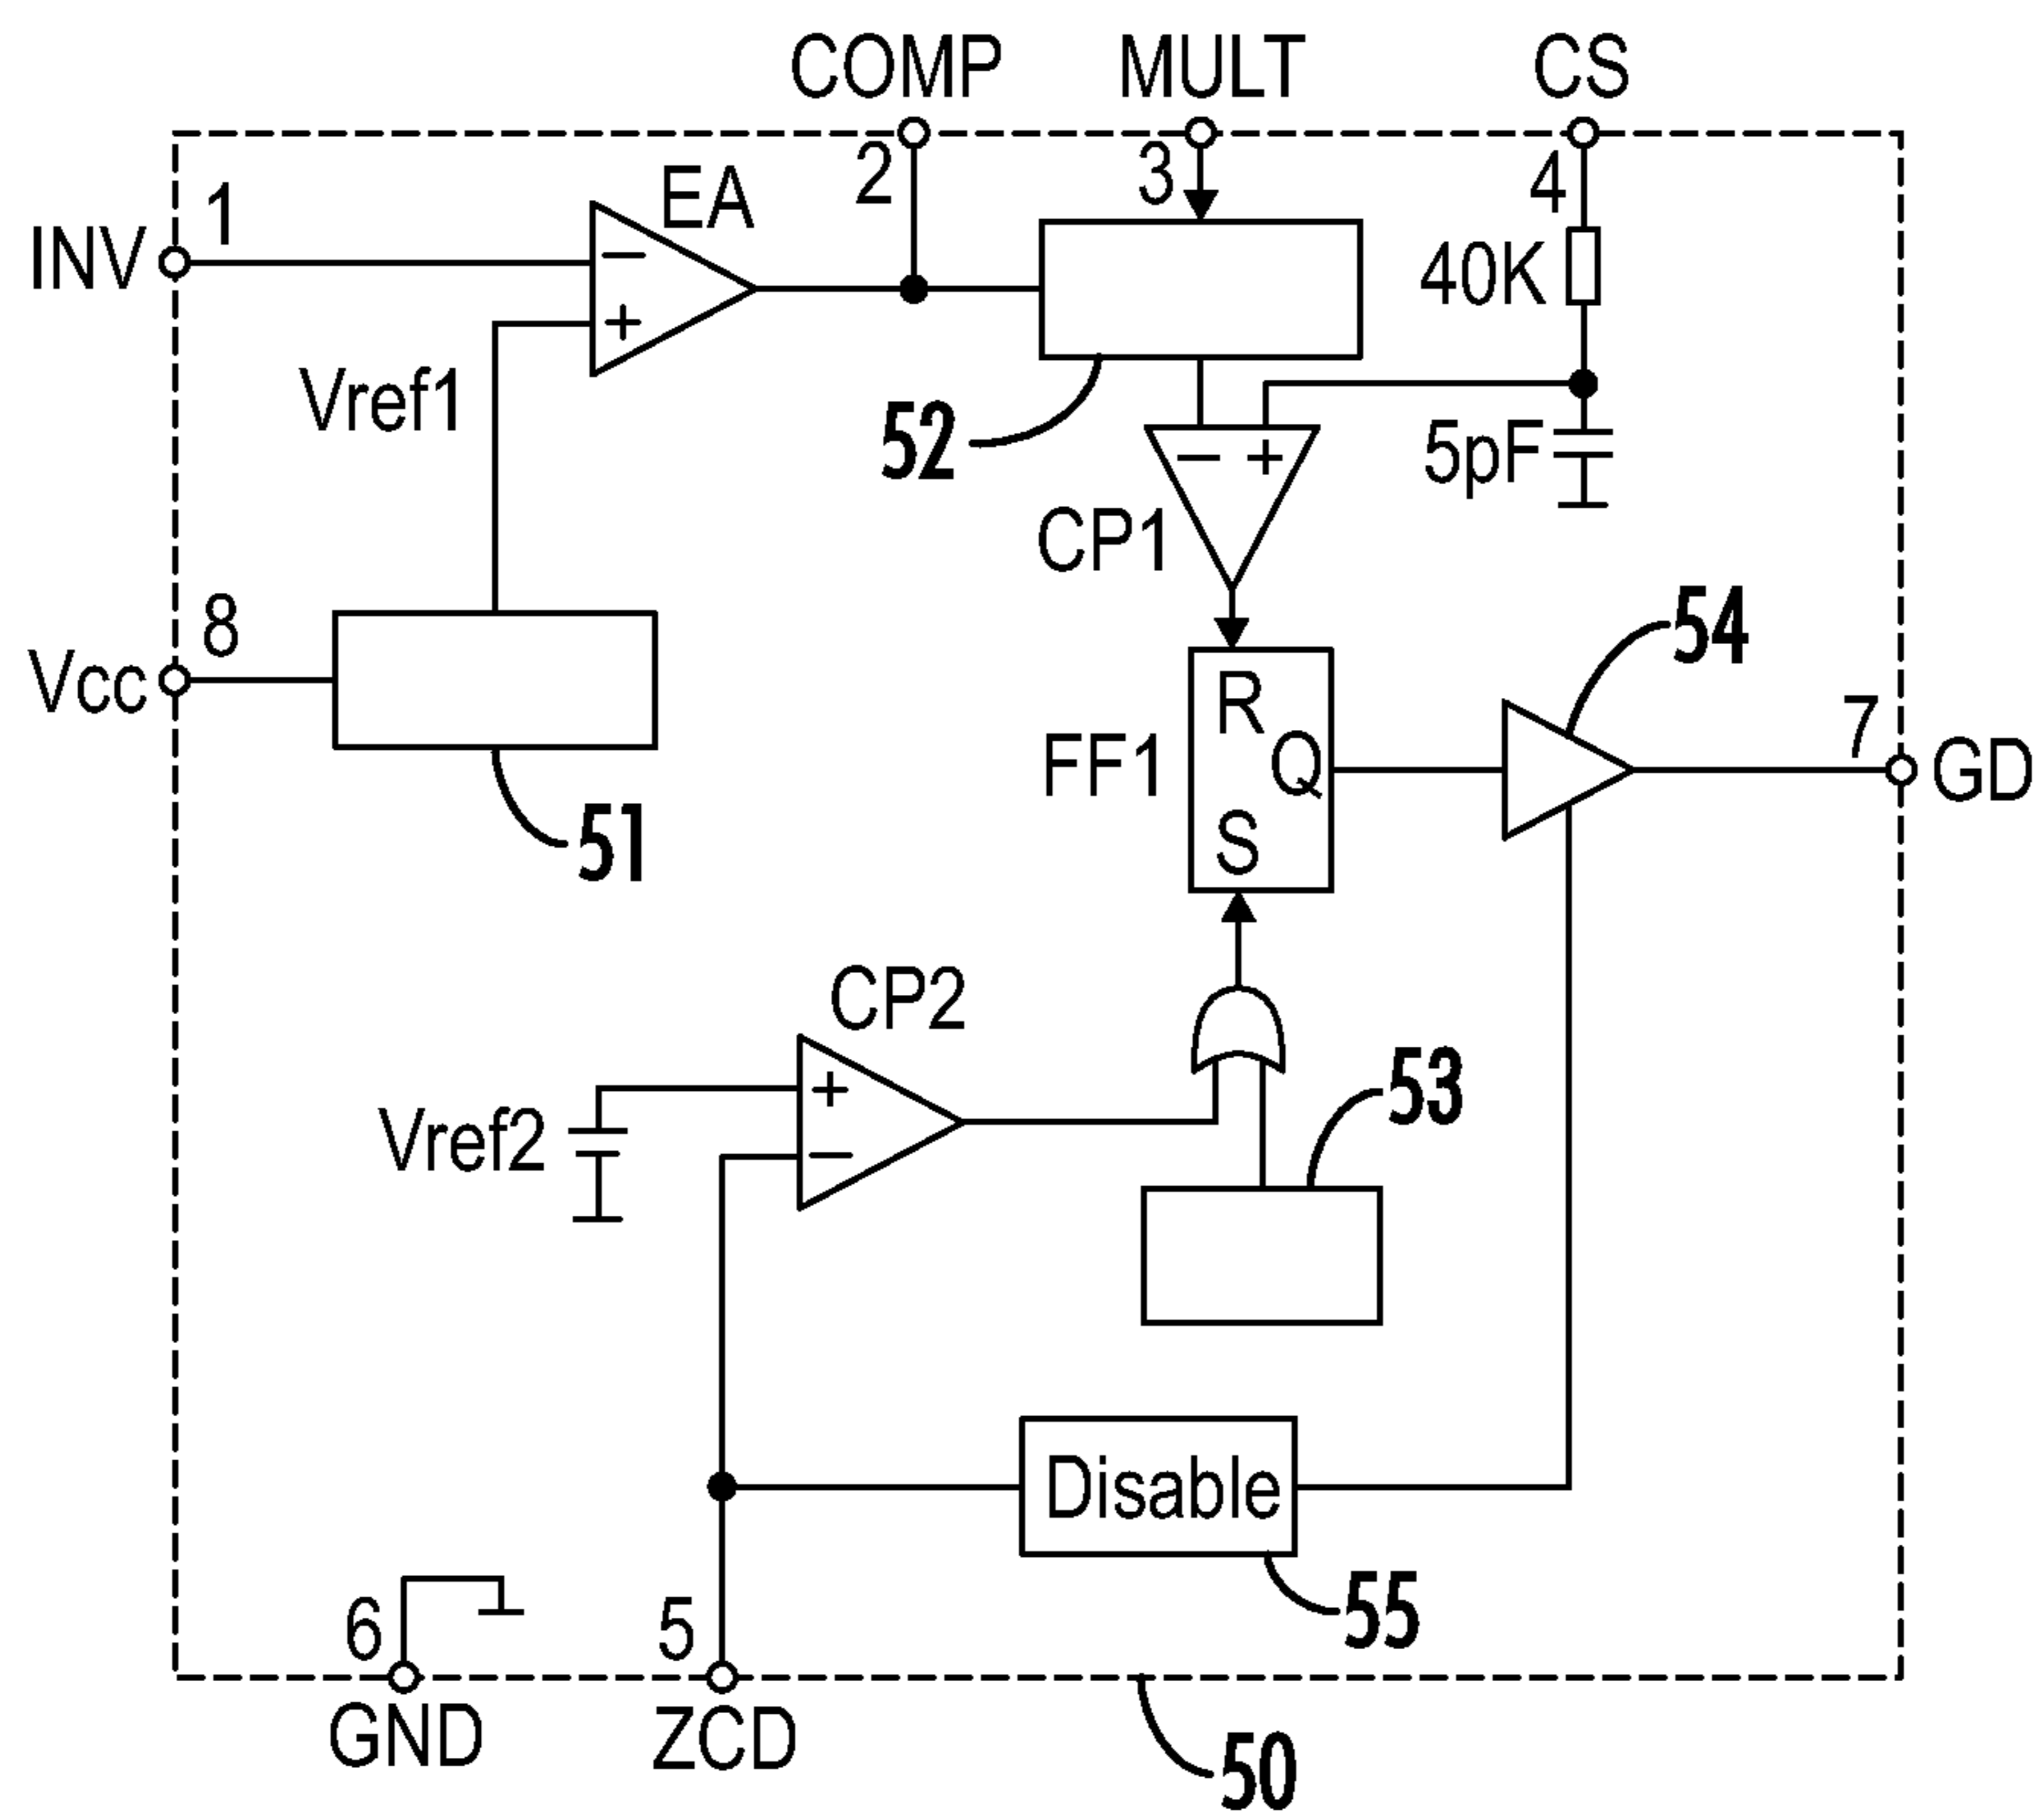 COMP
MULT
CS
2
3
4
INV
1
EA
40K
Vref1
52
5pF
− +
CP1
Vcc
8
51
54
FF1
R
Q
S
7
GD
CP2
53
Vref2
+
−
Disable
55
6
GND
5
ZCD
50